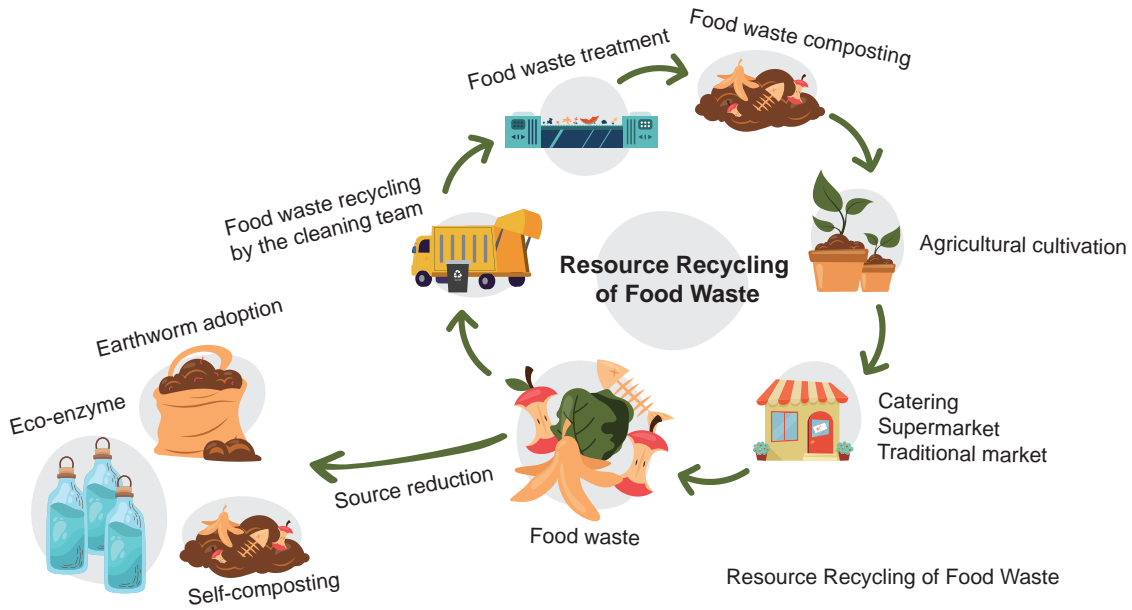 Food waste composting
Food waste treatment
Food waste recycling
by the cleaning team
Resource Recycling
of Food Waste
Agricultural cultivation
Earthworm adoption
Eco-enzyme
Catering
Supermarket
Traditional market
Source reduction
Food waste
Self-composting
Resource Recycling of Food Waste